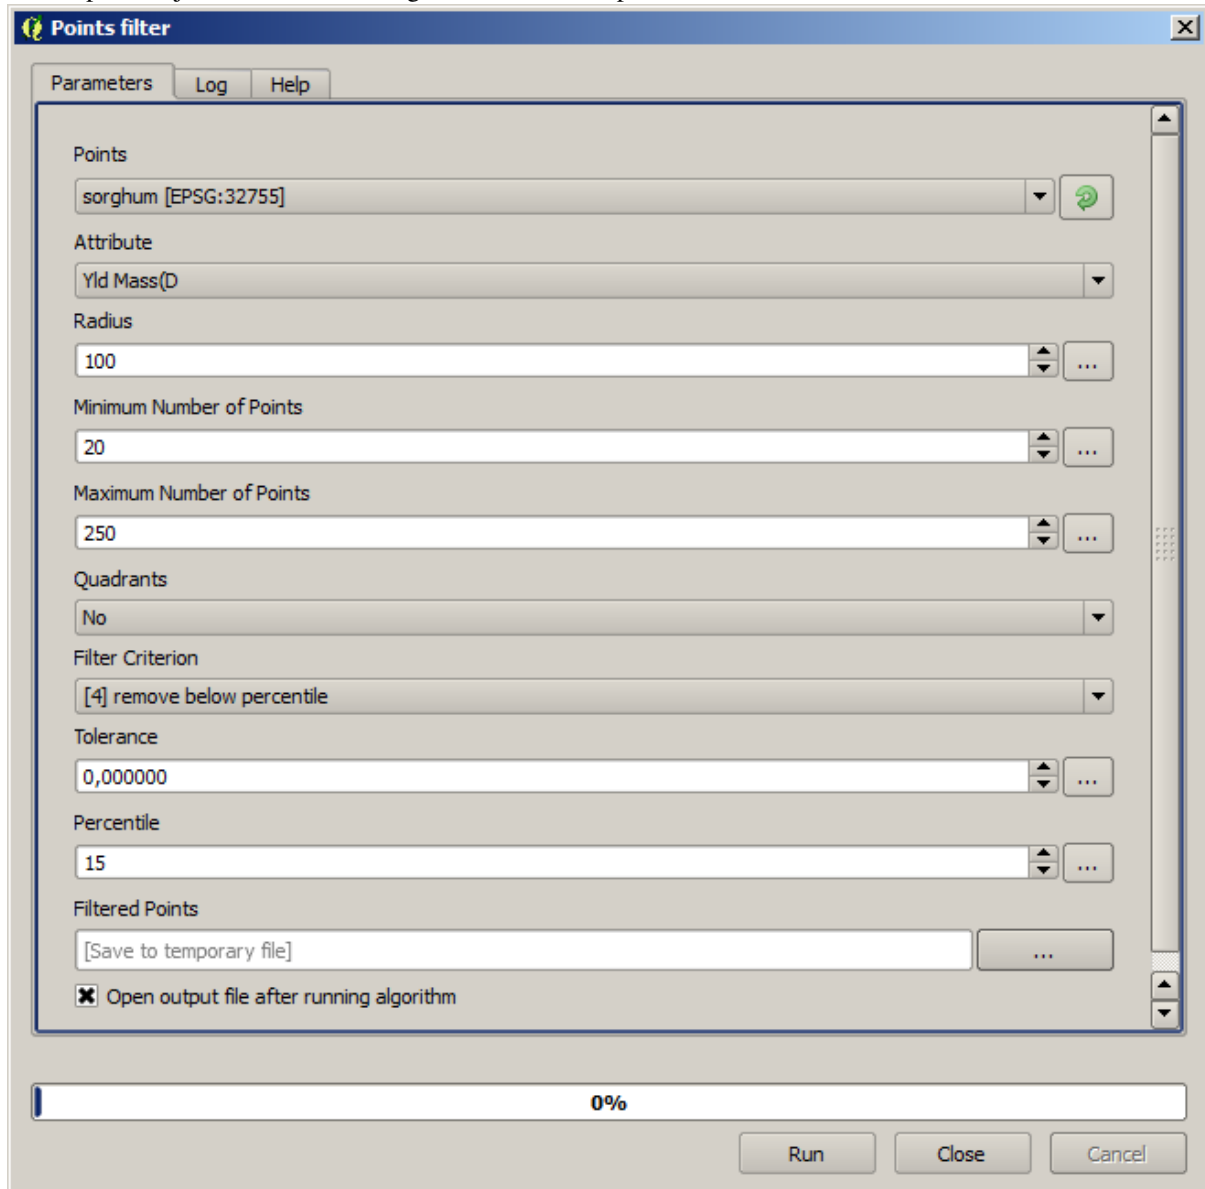 Points filter
Parameters Log Help
Points
sorghum [EPSG:32755]
Attribute
Yld Mass(D
Radius
100 ...
Minimum Number of Points
20 ...
Maximum Number of Points
250 ...
Quadrants
No
Filter Criterion
[4] remove below percentile
Tolerance
0,000000 ...
Percentile
15 ...
Filtered Points
[Save to temporary file] ...
Open output file after running algorithm
0%
Run Close Cancel